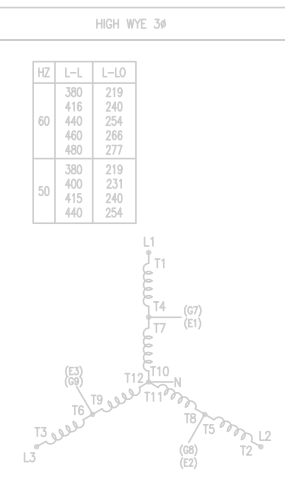 HIGH WYE 3ø
HZ L-L L-LO
60
380 219
416 240
440 254
460 266
480 277
50
380 219
400 231
415 240
440 254
L1
T1
T4
(G7)
(E1)
T7
(E3)
(G9)
T12 T10
N
T11
T9
T6
T3
L3
T8
T5
(G8)
(E2)
T2
L2